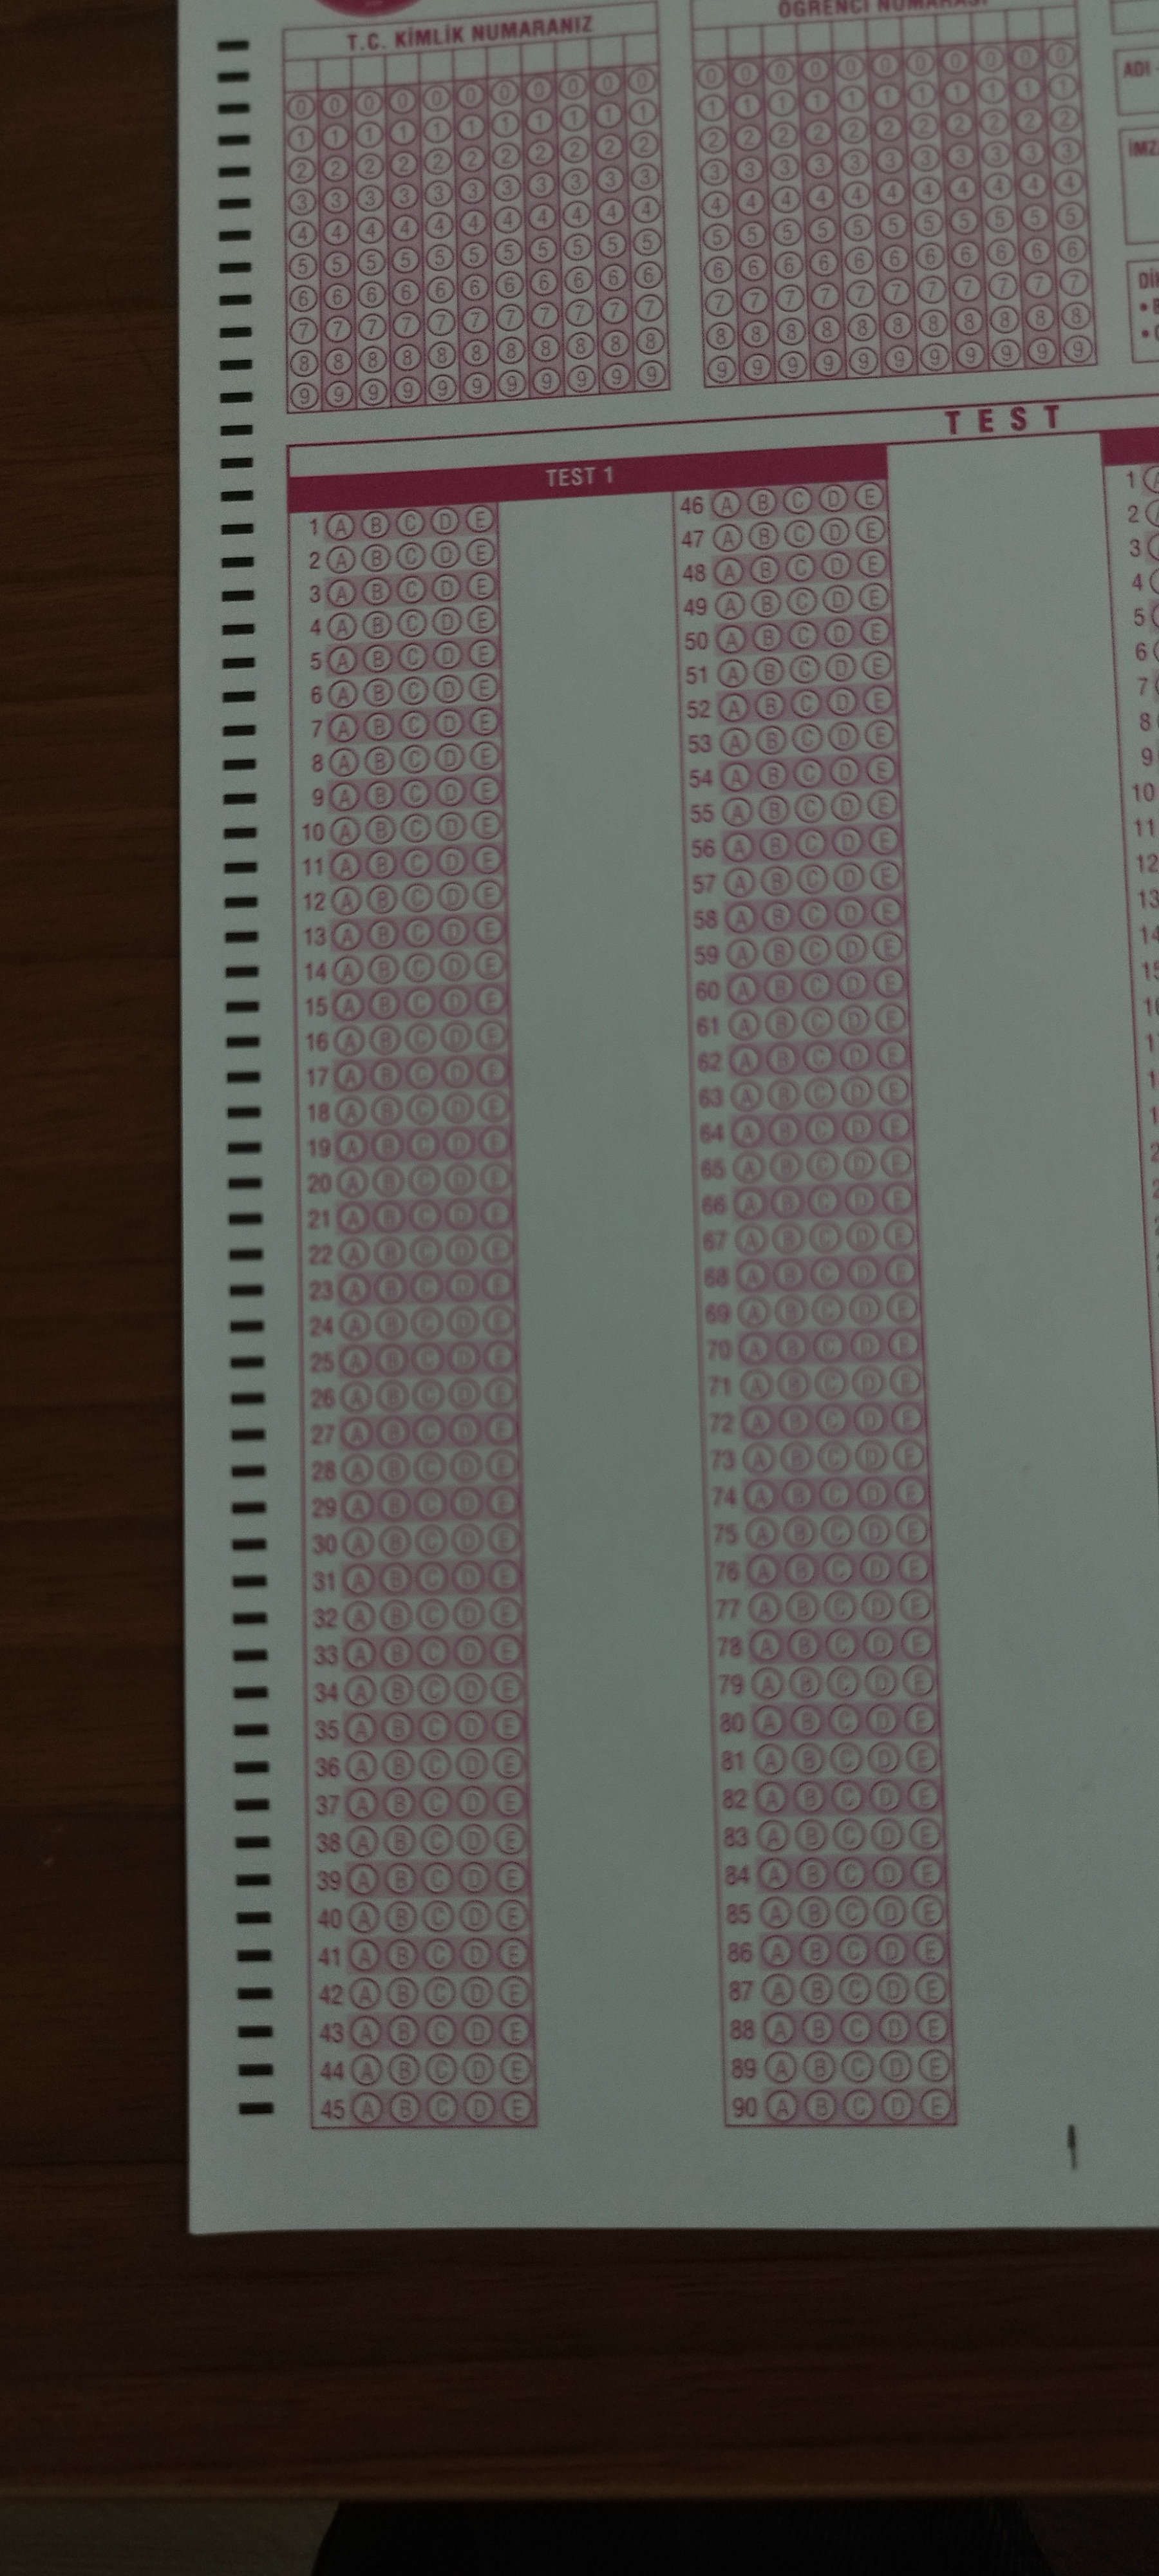 T.C. KİMLİK NUMARANIZ
0 0 0 0 0 0 0 0 0 0 0
1 1 1 1 1 1 1 1 1 1 1
2 2 2 2 2 2 2 2 2 2 2
3 3 3 3 3 3 3 3 3 3 3
4 4 4 4 4 4 4 4 4 4 4
5 5 5 5 5 5 5 5 5 5 5
6 6 6 6 6 6 6 6 6 6 6
7 7 7 7 7 7 7 7 7 7 7
8 8 8 8 8 8 8 8 8 8 8
9 9 9 9 9 9 9 9 9 9 9
ÖĞRENCİ NUMARASI
0 0 0 0 0 0 0 0 0 0 0
1 1 1 1 1 1 1 1 1 1 1
2 2 2 2 2 2 2 2 2 2 2
3 3 3 3 3 3 3 3 3 3 3
4 4 4 4 4 4 4 4 4 4 4
5 5 5 5 5 5 5 5 5 5 5
6 6 6 6 6 6 6 6 6 6 6
7 7 7 7 7 7 7 7 7 7 7
8 8 8 8 8 8 8 8 8 8 8
9 9 9 9 9 9 9 9 9 9 9
ADI
TEST
TEST 1
1 A B C D E
2 A B C D E
3 A B C D E
4 A B C D E
5 A B C D E
6 A B C D E
7 A B C D E
8 A B C D E
9 A B C D E
10 A B C D E
11 A B C D E
12 A B C D E
13 A B C D E
14 A B C D E
15 A B C D E
16 A B C D E
17 A B C D E
18 A B C D E
19 A B C D E
20 A B C D E
21 A B C D E
22 A B C D E
23 A B C D E
24 A B C D E
25 A B C D E
26 A B C D E
27 A B C D E
28 A B C D E
29 A B C D E
30 A B C D E
31 A B C D E
32 A B C D E
33 A B C D E
34 A B C D E
35 A B C D E
36 A B C D E
37 A B C D E
38 A B C D E
39 A B C D E
40 A B C D E
41 A B C D E
42 A B C D E
43 A B C D E
44 A B C D E
45 A B C D E
46 A B C D E
47 A B C D E
48 A B C D E
49 A B C D E
50 A B C D E
51 A B C D E
52 A B C D E
53 A B C D E
54 A B C D E
55 A B C D E
56 A B C D E
57 A B C D E
58 A B C D E
59 A B C D E
60 A B C D E
61 A B C D E
62 A B C D E
63 A B C D E
64 A B C D E
65 A B C D E
66 A B C D E
67 A B C D E
68 A B C D E
69 A B C D E
70 A B C D E
71 A B C D E
72 A B C D E
73 A B C D E
74 A B C D E
75 A B C D E
76 A B C D E
77 A B C D E
78 A B C D E
79 A B C D E
80 A B C D E
81 A B C D E
82 A B C D E
83 A B C D E
84 A B C D E
85 A B C D E
86 A B C D E
87 A B C D E
88 A B C D E
89 A B C D E
90 A B C D E
1
2
3
4
5
6
7
8
9
10
11
12
13